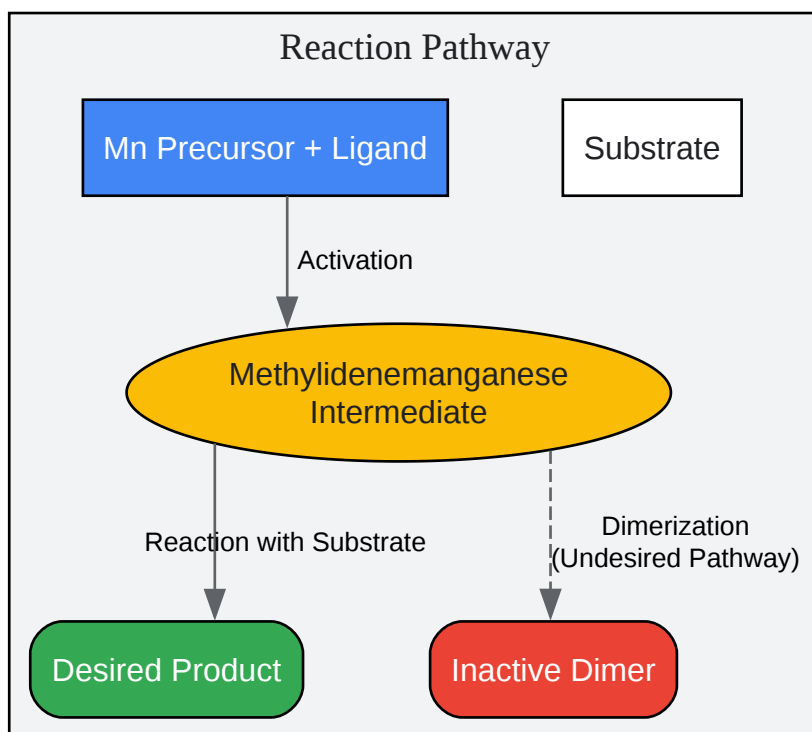 Reaction Pathway
Mn Precursor + Ligand
Substrate
Activation
Methylidenemanganese
Intermediate
Reaction with Substrate
Dimerization
(Undesired Pathway)
Desired Product
Inactive Dimer